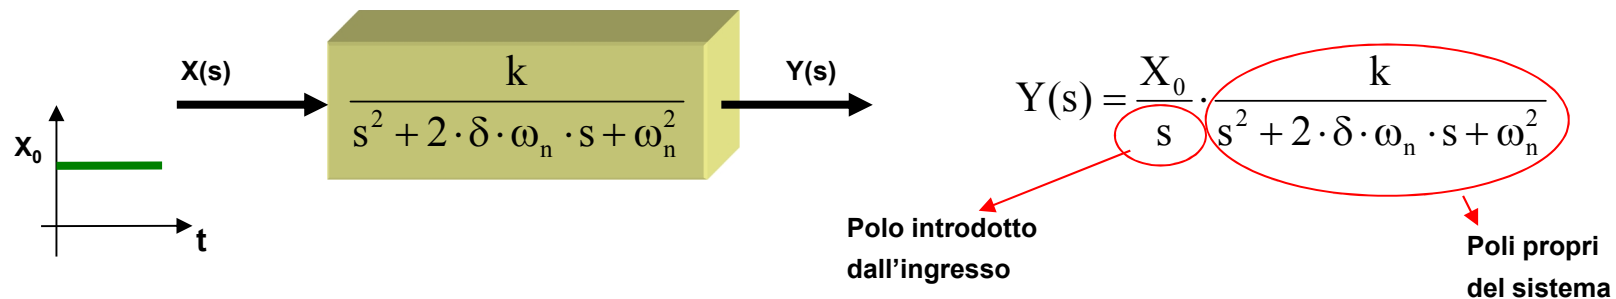 X(s)
k
s² + 2 · δ · ωₙ · s + ωₙ²
Y(s)
X₀
t
Y(s) = X₀/s · k/(s² + 2 · δ · ωₙ · s + ωₙ²)
Polo introdotto
dall’ingresso
Poli propri
del sistema